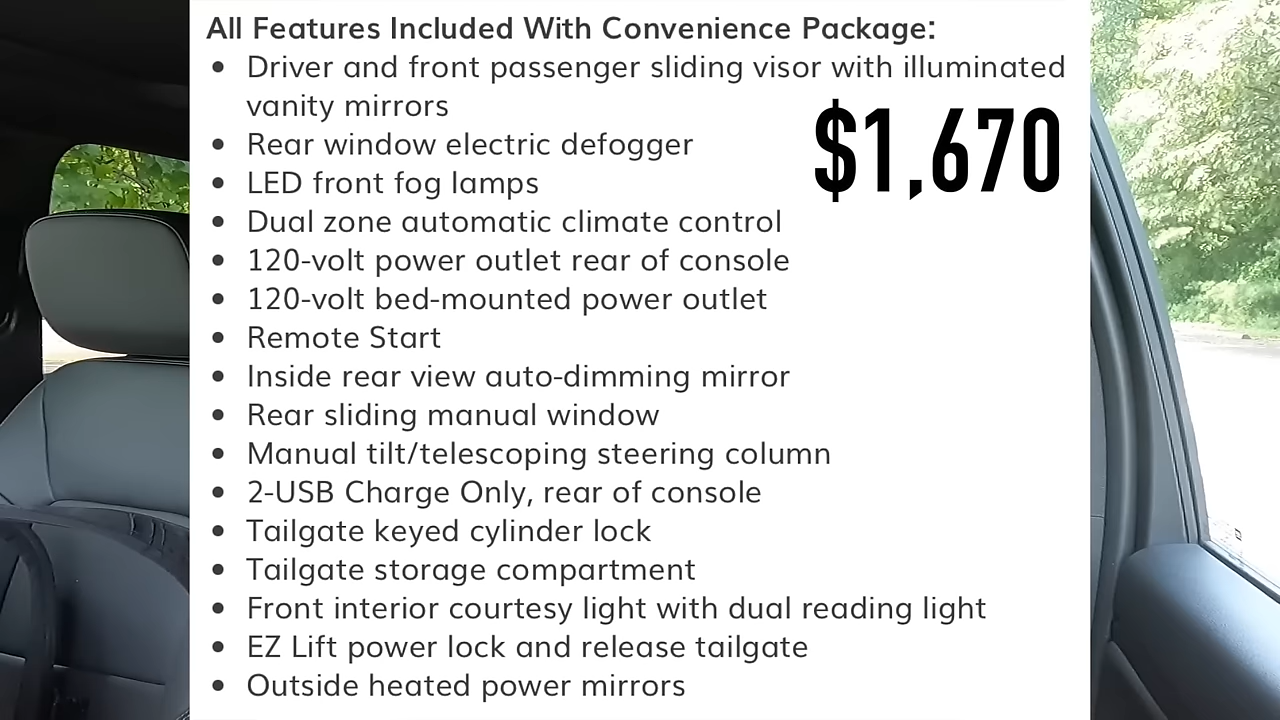 All Features Included With Convenience Package:
• Driver and front passenger sliding visor with illuminated
vanity mirrors
$1,670
• Rear window electric defogger
• LED front fog lamps
• Dual zone automatic climate control
• 120-volt power outlet rear of console
• 120-volt bed-mounted power outlet
• Remote Start
• Inside rear view auto-dimming mirror
• Rear sliding manual window
• Manual tilt/telescoping steering column
• 2-USB Charge Only, rear of console
• Tailgate keyed cylinder lock
• Tailgate storage compartment
• Front interior courtesy light with dual reading light
• EZ Lift power lock and release tailgate
• Outside heated power mirrors